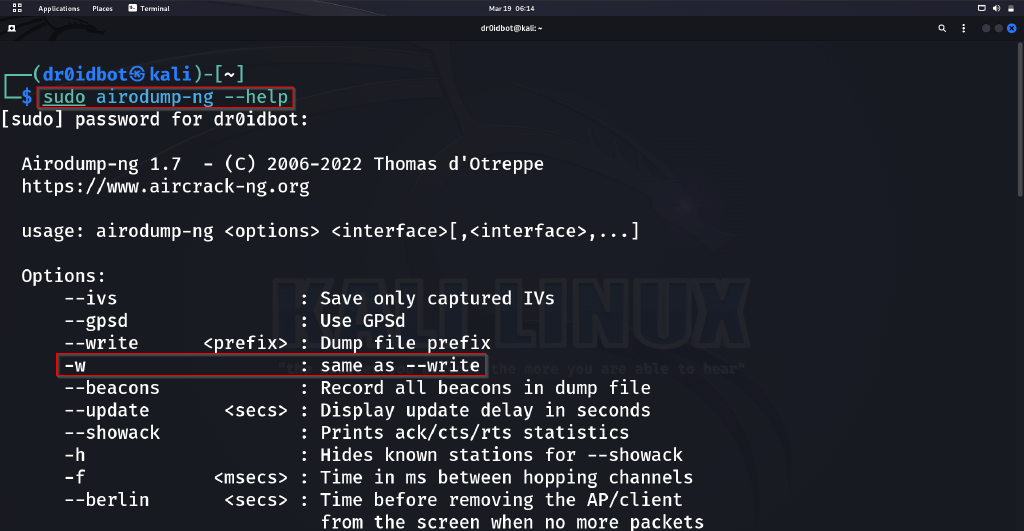 Applications Places Terminal Mar 19 06:14
dr0idbot@kali: ~
┌──(dr0idbot㉿kali)-[~]
└─$ sudo airodump-ng --help
[sudo] password for dr0idbot:
Airodump-ng 1.7  - (C) 2006-2022 Thomas d'Otreppe
https://www.aircrack-ng.org
usage: airodump-ng <options> <interface>[,<interface>,...]
Options:
--ivs : Save only captured IVs
--gpsd : Use GPSd
--write <prefix> : Dump file prefix
-w : same as --write
--beacons : Record all beacons in dump file
--update <secs> : Display update delay in seconds
--showack : Prints ack/cts/rts statistics
-h : Hides known stations for --showack
-f <msecs> : Time in ms between hopping channels
--berlin <secs> : Time before removing the AP/client
from the screen when no more packets
KALI LINUX
the more you are able to hear"